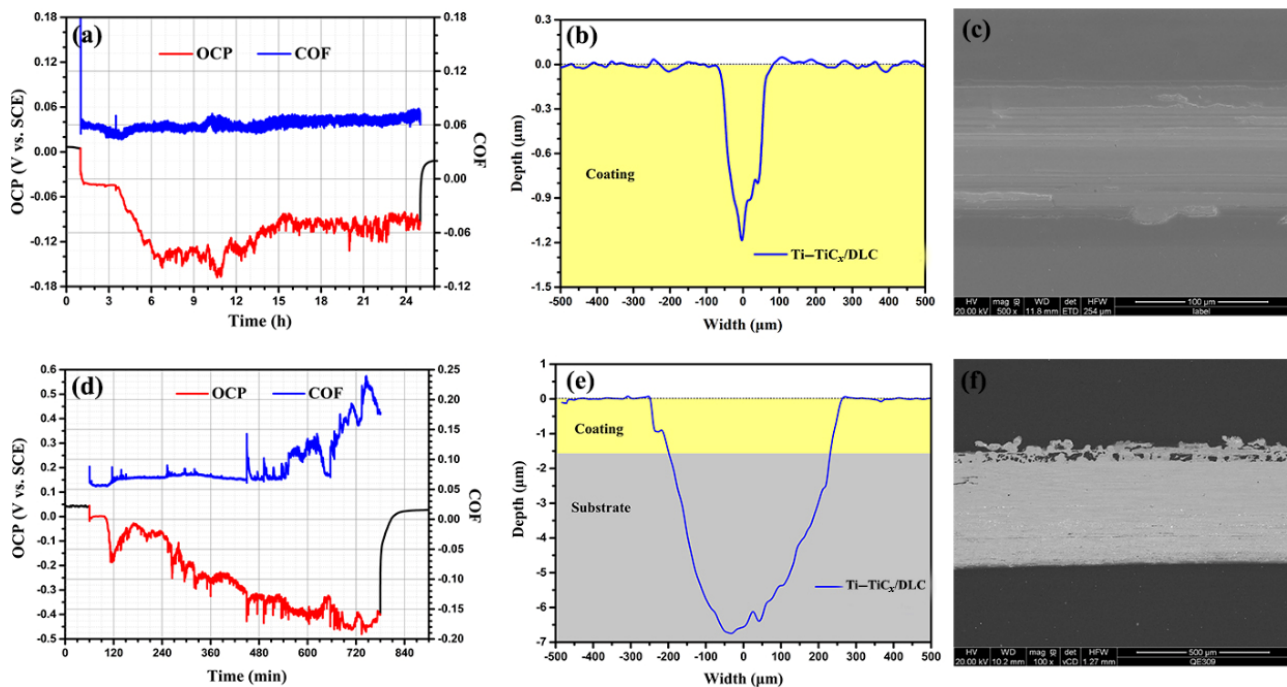 (a)
OCP
COF
0.18
0.12
0.06
0.00
-0.06
-0.12
-0.18
OCP (V vs. SCE)
0.18
0.12
0.06
0.00
-0.06
-0.12
COF
0 3 6 9 12 15 18 21 24
Time (h)
(b)
0.3
0.0
-0.3
-0.6
-0.9
-1.2
-1.5
Depth (μm)
Coating
Ti–TiCx/DLC
-500 -400 -300 -200 -100 0 100 200 300 400 500
Width (μm)
(c)
HV mag WD det HFW 100 μm
20.00 kV 500 x 11.8 mm ETD 254 μm label
(d)
OCP
COF
0.6
0.5
0.4
0.3
0.2
0.1
0.0
-0.1
-0.2
-0.3
-0.4
-0.5
OCP (V vs. SCE)
0.25
0.20
0.15
0.10
0.05
0.00
-0.05
-0.10
-0.15
-0.20
COF
0 120 240 360 480 600 720 840
Time (min)
(e)
1
0
-1
-2
-3
-4
-5
-6
-7
Depth (μm)
Coating
Substrate
Ti–TiCx/DLC
-500 -400 -300 -200 -100 0 100 200 300 400 500
Width (μm)
(f)
HV WD mag det HFW 500 μm
20.00 kV 10.2 mm 100 x vCD 1.27 mm QE309